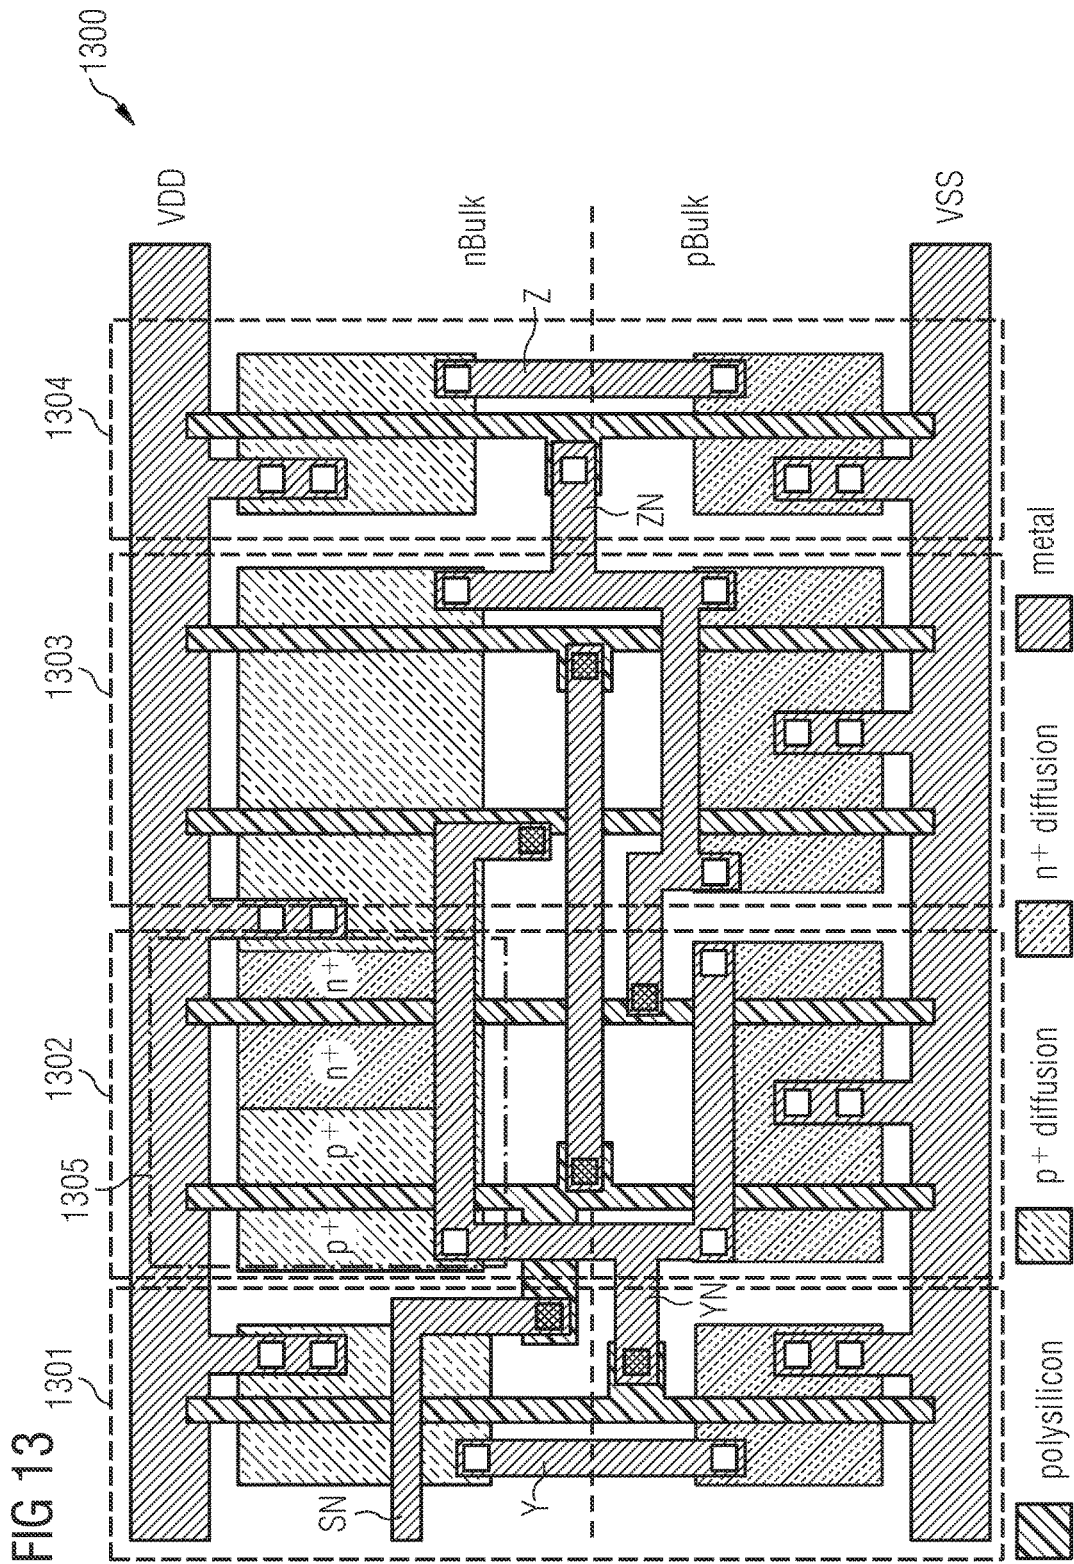 FIG 13
1300
1301
1302
1303
1304
1305
VDD
nBulk
pBulk
VSS
SN
Y
YN
ZN
Z
p+
p+
n+
n+
polysilicon
p+ diffusion
n+ diffusion
metal